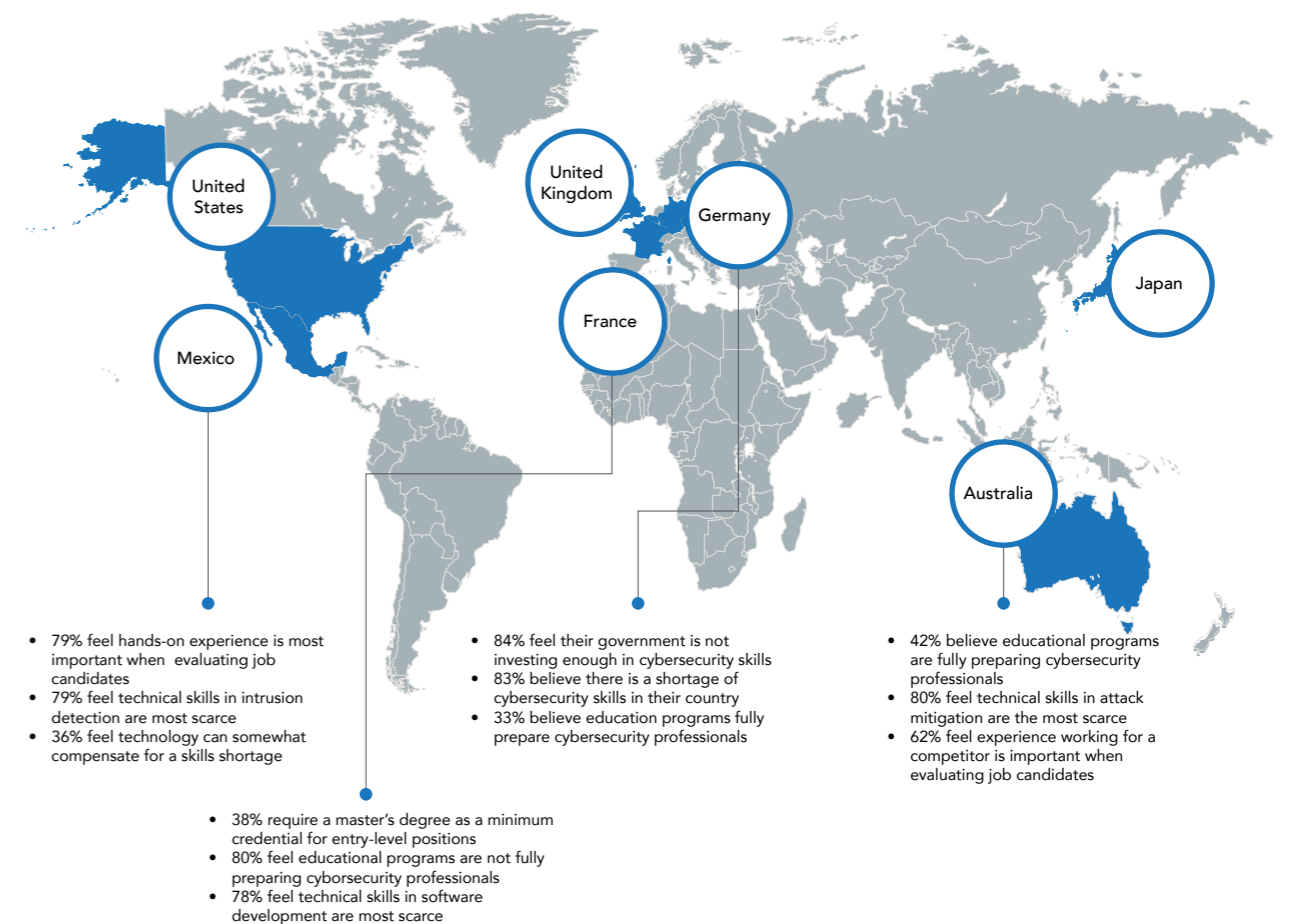 United
States
United
Kingdom
Germany
Japan
France
Mexico
Australia
• 79% feel hands-on experience is most
important when  evaluating job
candidates
• 79% feel technical skills in intrusion
detection are most scarce
• 36% feel technology can somewhat
compensate for a skills shortage
• 84% feel their government is not
investing enough in cybersecurity skills
• 83% believe there is a shortage of
cybersecurity skills in their country
• 33% believe education programs fully
prepare cybersecurity professionals
• 42% believe educational programs
are fully preparing cybersecurity
professionals
• 80% feel technical skills in attack
mitigation are the most scarce
• 62% feel experience working for a
competitor is important when
evaluating job candidates
• 38% require a master’s degree as a minimum
credential for entry-level positions
• 80% feel educational programs are not fully
preparing cyborsecurity professionals
• 78% feel technical skills in software
development are most scarce